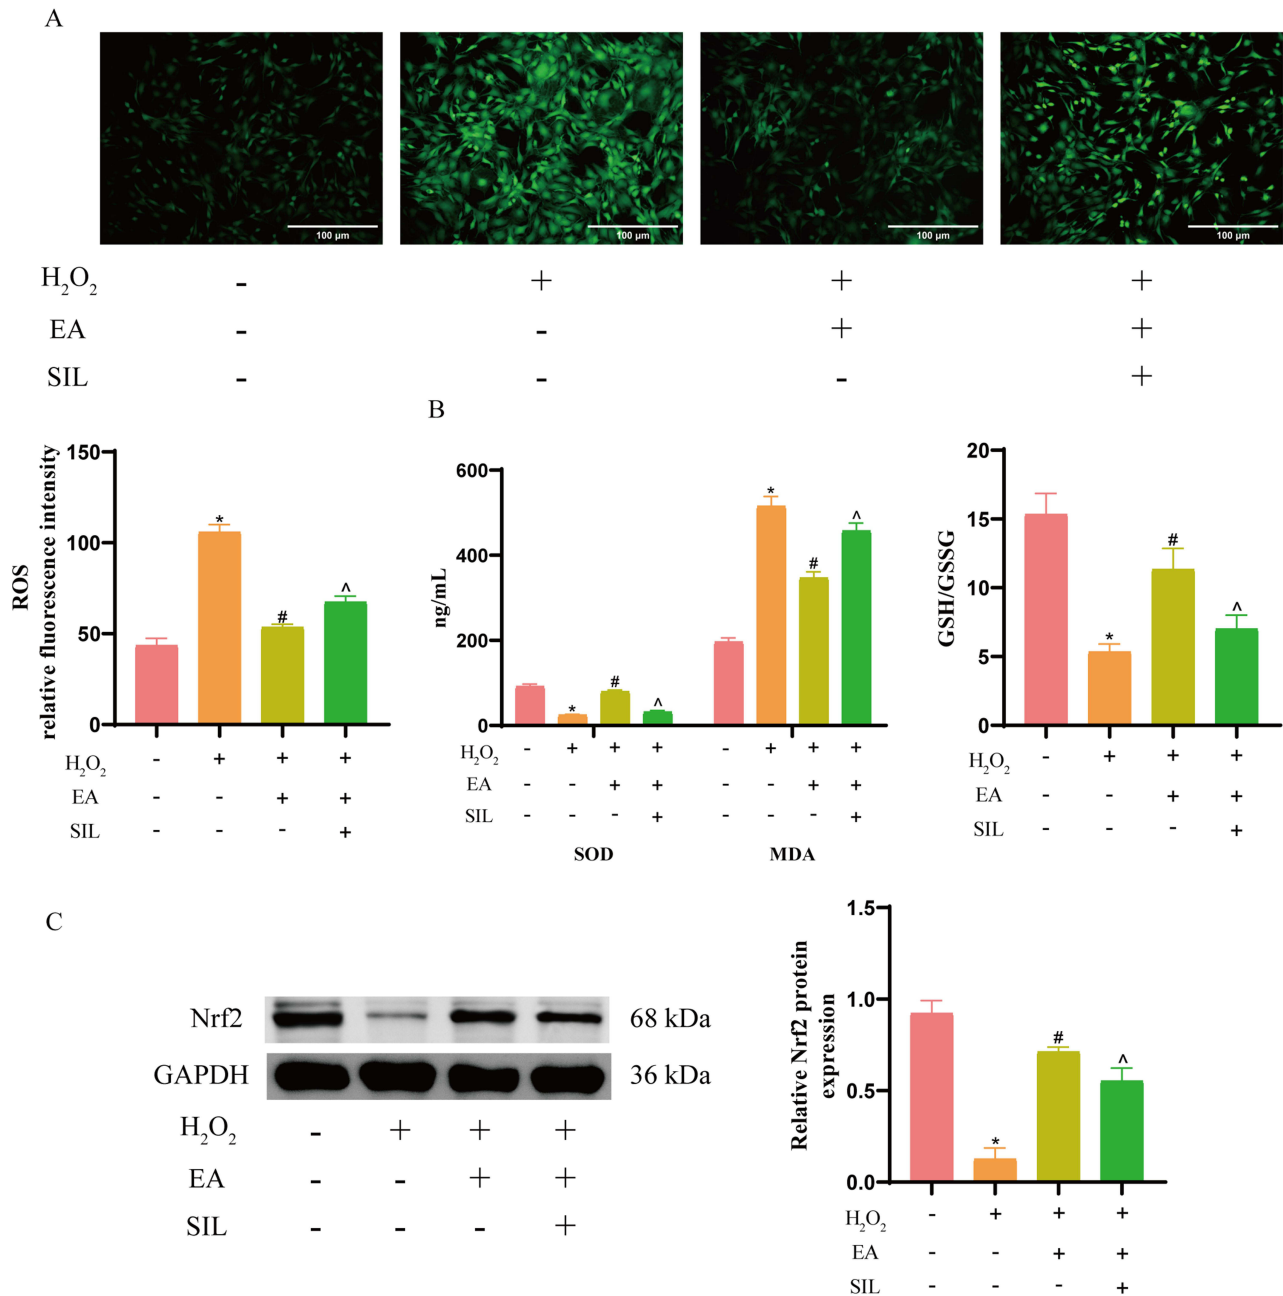 A
100 μm 100 μm 100 μm 100 μm
H2O2 - + + +
EA - - + +
SIL - - - +
B
ROS
relative fluorescence intensity
150
100
50
0
* # ^
H2O2 - + + +
EA - - + +
SIL - - - +
ng/mL
600
400
200
0
* # ^ * # ^
H2O2 - + + + - + + +
EA - - + + - - + +
SIL - - - + - - - +
SOD MDA
GSH/GSSG
20
15
10
5
0
* # ^
H2O2 - + + +
EA - - + +
SIL - - - +
C
Nrf2 68 kDa
GAPDH 36 kDa
H2O2 - + + +
EA - - + +
SIL - - - +
Relative Nrf2 protein
expression
1.5
1.0
0.5
0.0
* # ^
H2O2 - + + +
EA - - + +
SIL - - - +